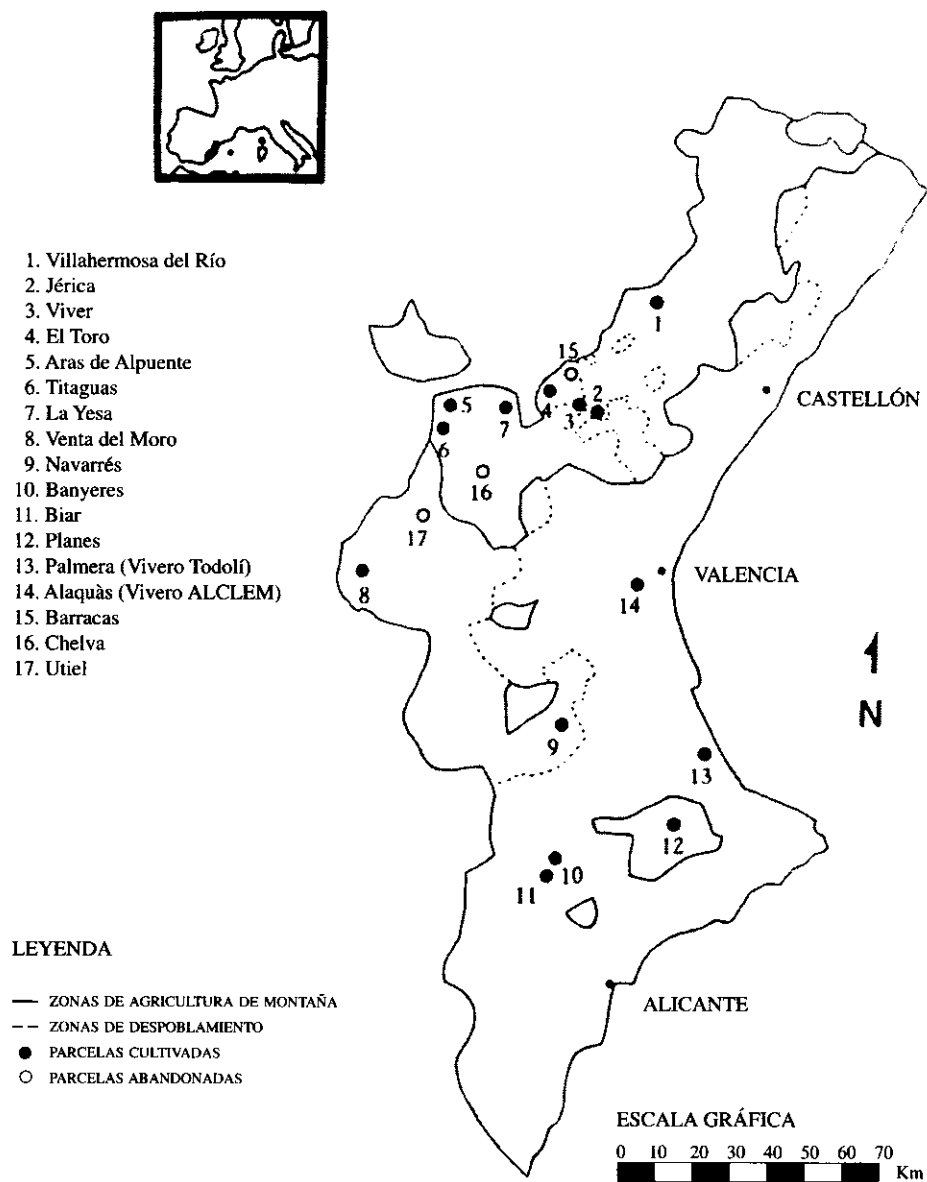 1. Villahermosa del Río
2. Jérica
3. Viver
4. El Toro
5. Aras de Alpuente
6. Titaguas
7. La Yesa
8. Venta del Moro
9. Navarrés
10. Banyeres
11. Biar
12. Planes
13. Palmera (Vivero Todolí)
14. Alaquàs (Vivero ALCLEM)
15. Barracas
16. Chelva
17. Utiel
1
15
4
3
2
CASTELLÓN
5
7
6
16
17
8
VALENCIA
14
N
9
13
12
10
11
ALICANTE
LEYENDA
ZONAS DE AGRICULTURA DE MONTAÑA
ZONAS DE DESPOBLAMIENTO
PARCELAS CULTIVADAS
PARCELAS ABANDONADAS
ESCALA GRÁFICA
0 10 20 30 40 50 60 70
Km